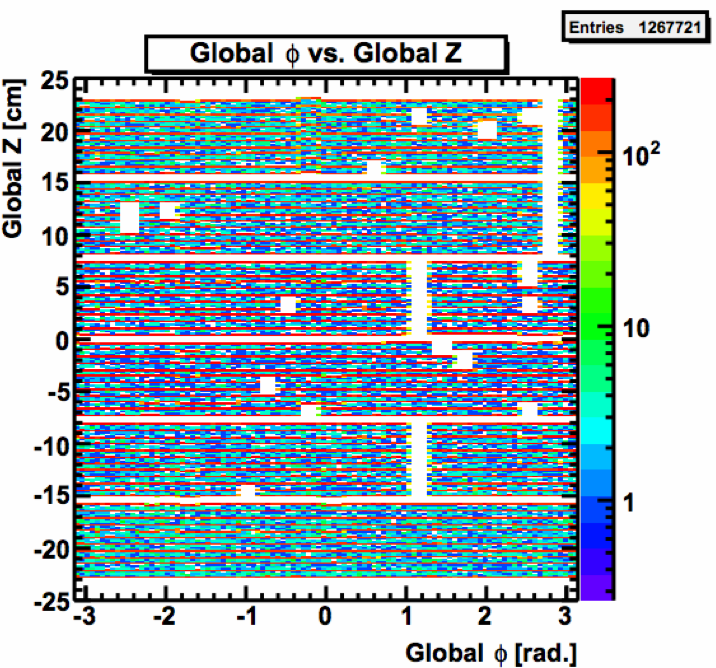 Entries 1267721
Global ϕ vs. Global Z
Global Z [cm]
25
20
15
10
5
0
-5
-10
-15
-20
-25
-3 -2 -1 0 1 2 3
Global ϕ [rad.]
10²
10
1